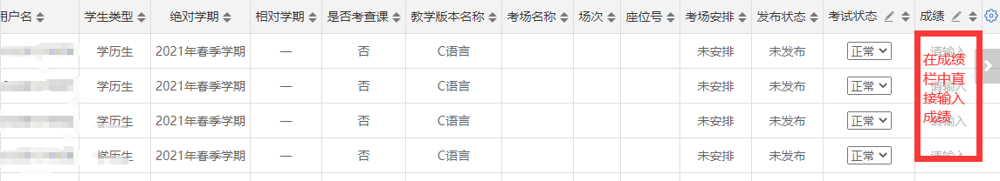 用户名 学生类型 绝对学期 相对学期 是否考查课 教学版本名称 考场名称 场次 座位号 考场安排 发布状态 考试状态 成绩
学历生 2021年春季学期 — 否 C语言 未安排 未发布 正常 请输入
学历生 2021年春季学期 — 否 C语言 未安排 未发布 正常 请输入
学历生 2021年春季学期 — 否 C语言 未安排 未发布 正常 请输入
学历生 2021年春季学期 — 否 C语言 未安排 未发布 正常 请输入
在成绩
栏中直
接输入
成绩